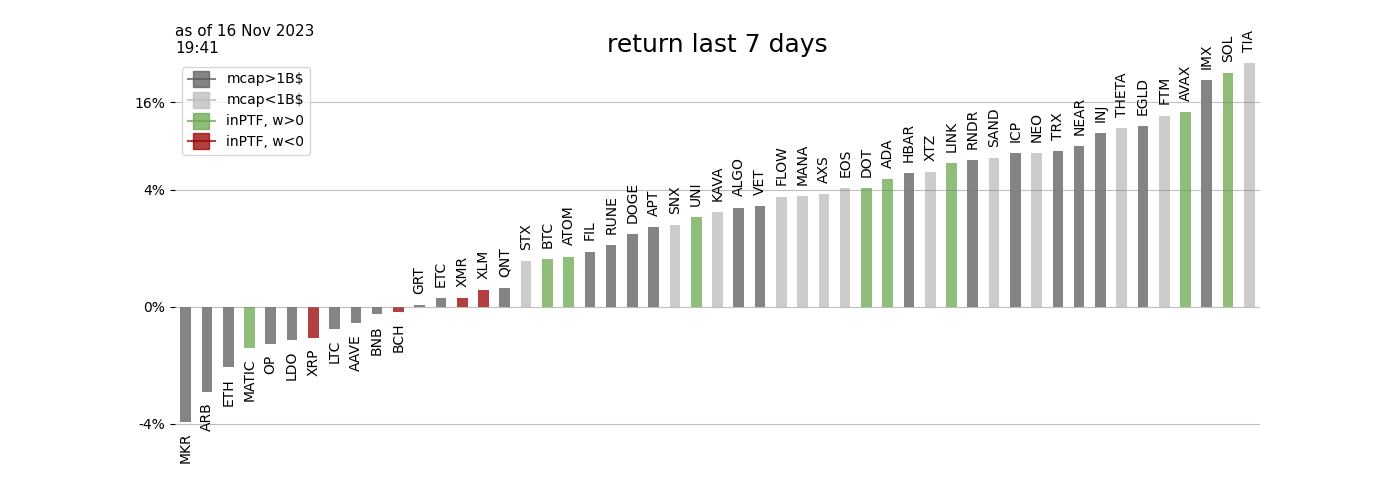 as of 16 Nov 2023
19:41
return last 7 days
mcap>1B$
mcap<1B$
inPTF, w>0
inPTF, w<0
16%
4%
0%
-4%
MKR
ARB
ETH
MATIC
OP
LDO
XRP
LTC
AAVE
BNB
BCH
GRT
ETC
XMR
XLM
QNT
STX
BTC
ATOM
FIL
RUNE
DOGE
APT
SNX
UNI
KAVA
ALGO
VET
FLOW
MANA
AXS
EOS
DOT
ADA
HBAR
XTZ
LINK
RNDR
SAND
ICP
NEO
TRX
NEAR
INJ
THETA
EGLD
FTM
AVAX
IMX
SOL
TIA